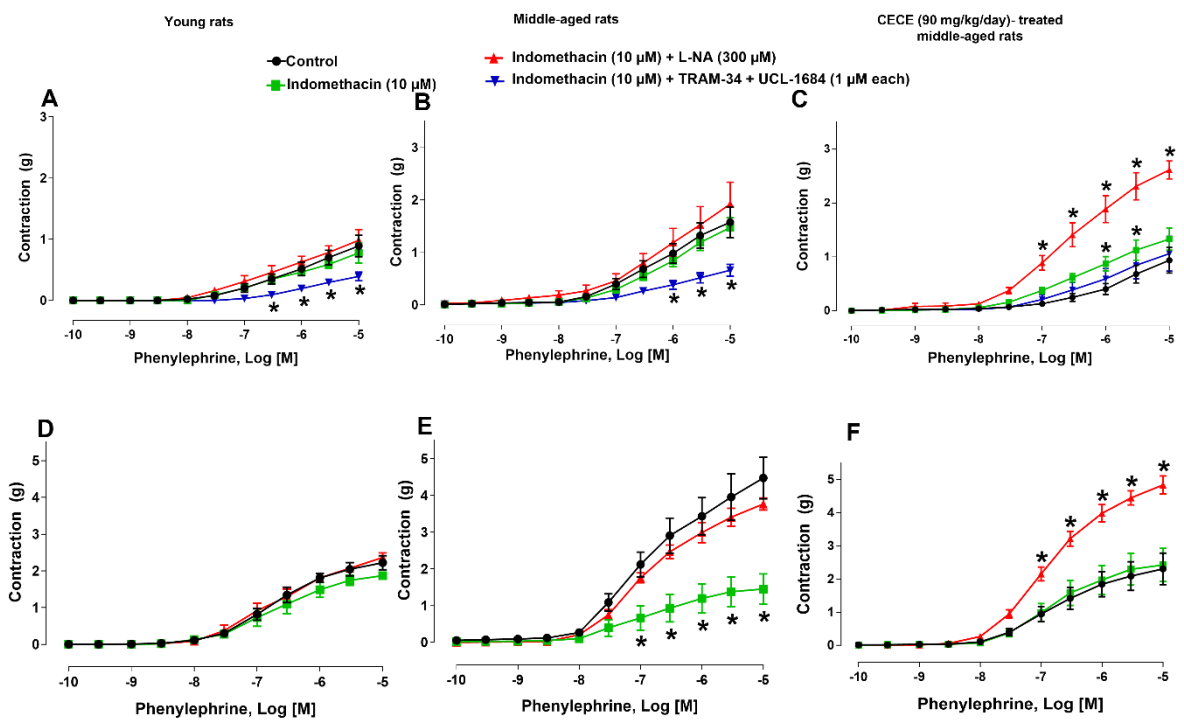 Young rats
Middle-aged rats
CECE (90 mg/kg/day)- treated
middle-aged rats
Control
Indomethacin (10 µM)
Indomethacin (10 µM) + L-NA (300 µM)
Indomethacin (10 µM) + TRAM-34 + UCL-1684 (1 µM each)
A
3
2
1
0
Contraction (g)
* * * *
-10 -9 -8 -7 -6 -5
Phenylephrine, Log [M]
B
3
2
1
0
Contraction (g)
* * *
-10 -9 -8 -7 -6 -5
Phenylephrine, Log [M]
C
3
2
1
0
Contraction (g)
* * * * *
* *
-10 -9 -8 -7 -6 -5
Phenylephrine, Log [M]
D
5
4
3
2
1
0
Contraction (g)
-10 -9 -8 -7 -6 -5
Phenylephrine, Log [M]
E
5
4
3
2
1
0
Contraction (g)
* * * * *
-10 -9 -8 -7 -6 -5
Phenylephrine, Log [M]
F
5
4
3
2
1
0
Contraction (g)
* * * * *
-10 -9 -8 -7 -6 -5
Phenylephrine, Log [M]